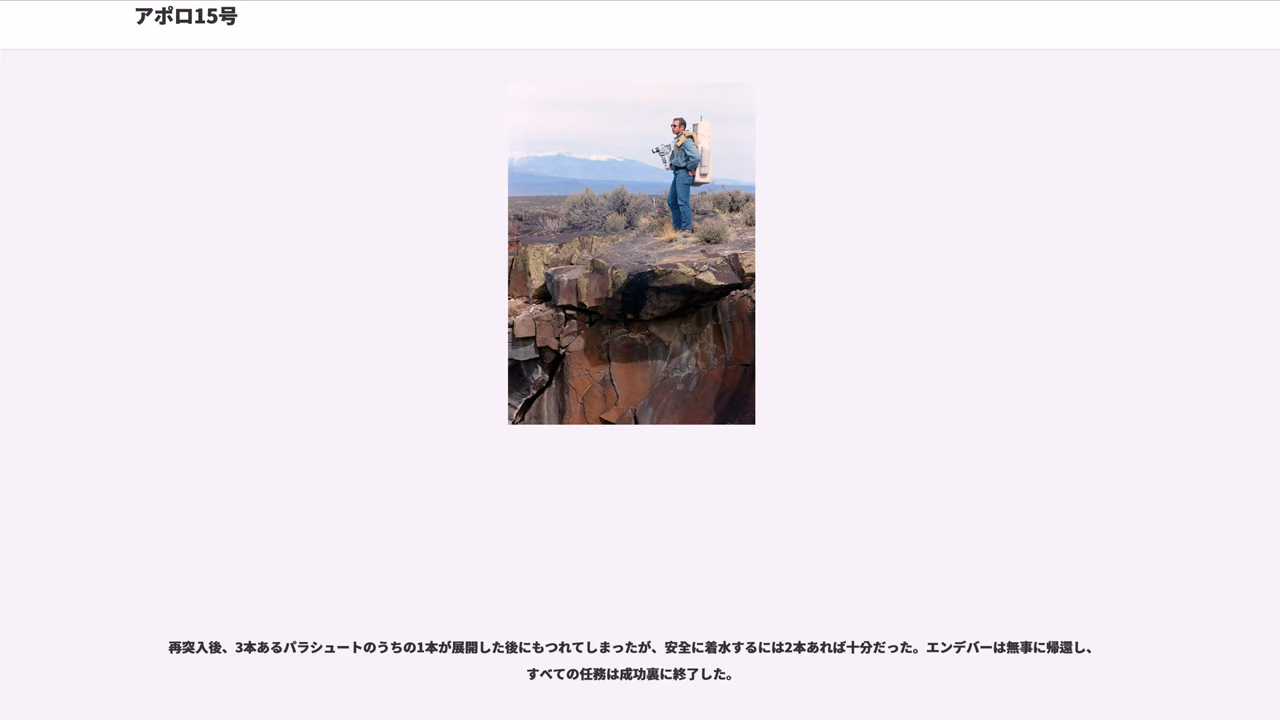 アポロ15号
再突入後、3本あるパラシュートのうちの1本が展開した後にもつれてしまったが、安全に着水するには2本あれば十分だった。エンデバーは無事に帰還し、
すべての任務は成功裏に終了した。